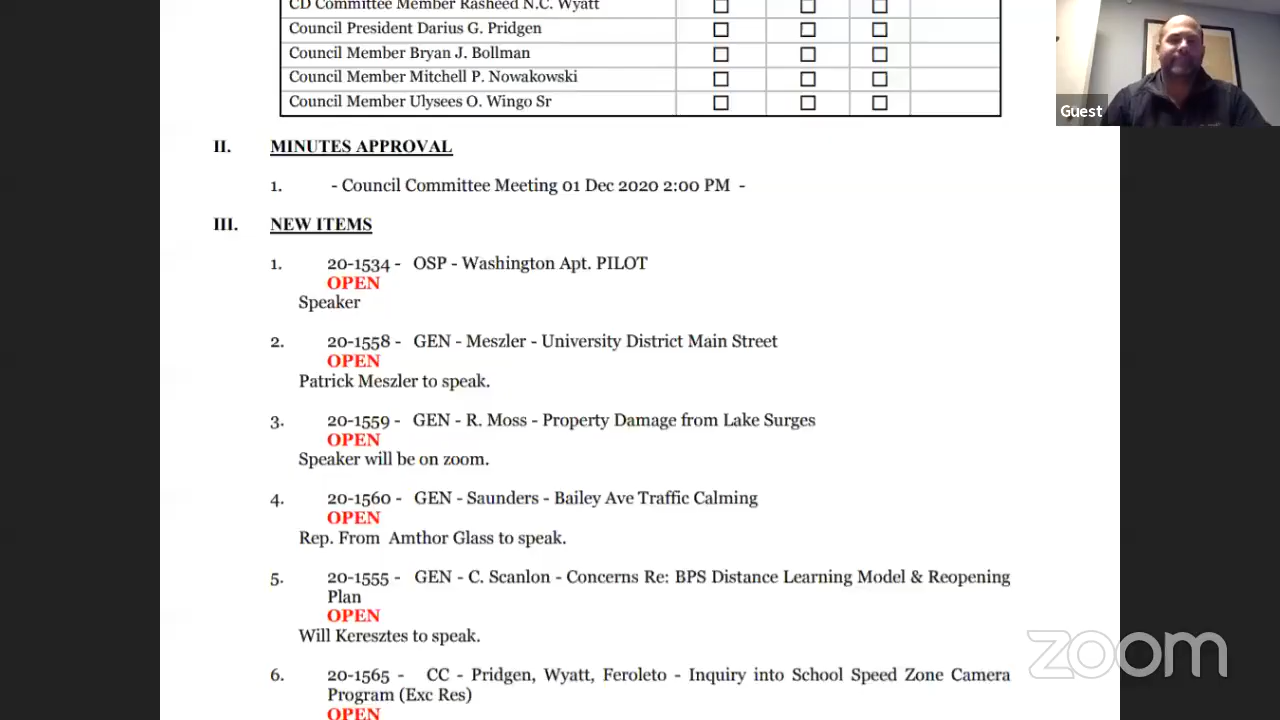 CD Committee Member Rasheed N.C. Wyatt
Council President Darius G. Pridgen
Council Member Bryan J. Bollman
Council Member Mitchell P. Nowakowski
Council Member Ulysees O. Wingo Sr
Guest
II. MINUTES APPROVAL
1. - Council Committee Meeting 01 Dec 2020 2:00 PM -
III. NEW ITEMS
1. 20-1534 - OSP - Washington Apt. PILOT
OPEN
Speaker
2. 20-1558 - GEN - Meszler - University District Main Street
OPEN
Patrick Meszler to speak.
3. 20-1559 - GEN - R. Moss - Property Damage from Lake Surges
OPEN
Speaker will be on zoom.
4. 20-1560 - GEN - Saunders - Bailey Ave Traffic Calming
OPEN
Rep. From Amthor Glass to speak.
5. 20-1555 - GEN - C. Scanlon - Concerns Re: BPS Distance Learning Model & Reopening
Plan
OPEN
Will Keresztes to speak.
6. 20-1565 - CC - Pridgen, Wyatt, Feroleto - Inquiry into School Speed Zone Camera
Program (Exc Res)
OPEN
zoom